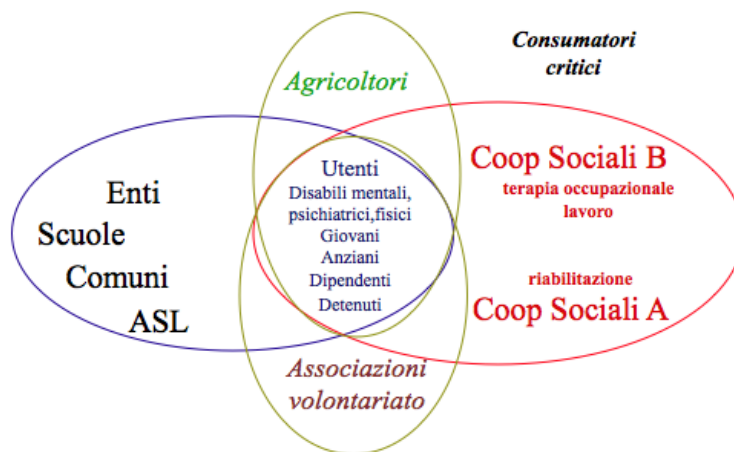 Consumatori
critici
Agricoltori
Enti
Scuole
Comuni
ASL
Utenti
Disabili mentali,
psichiatrici,fisici
Giovani
Anziani
Dipendenti
Detenuti
Coop Sociali B
terapia occupazionale
lavoro
riabilitazione
Coop Sociali A
Associazioni
volontariato